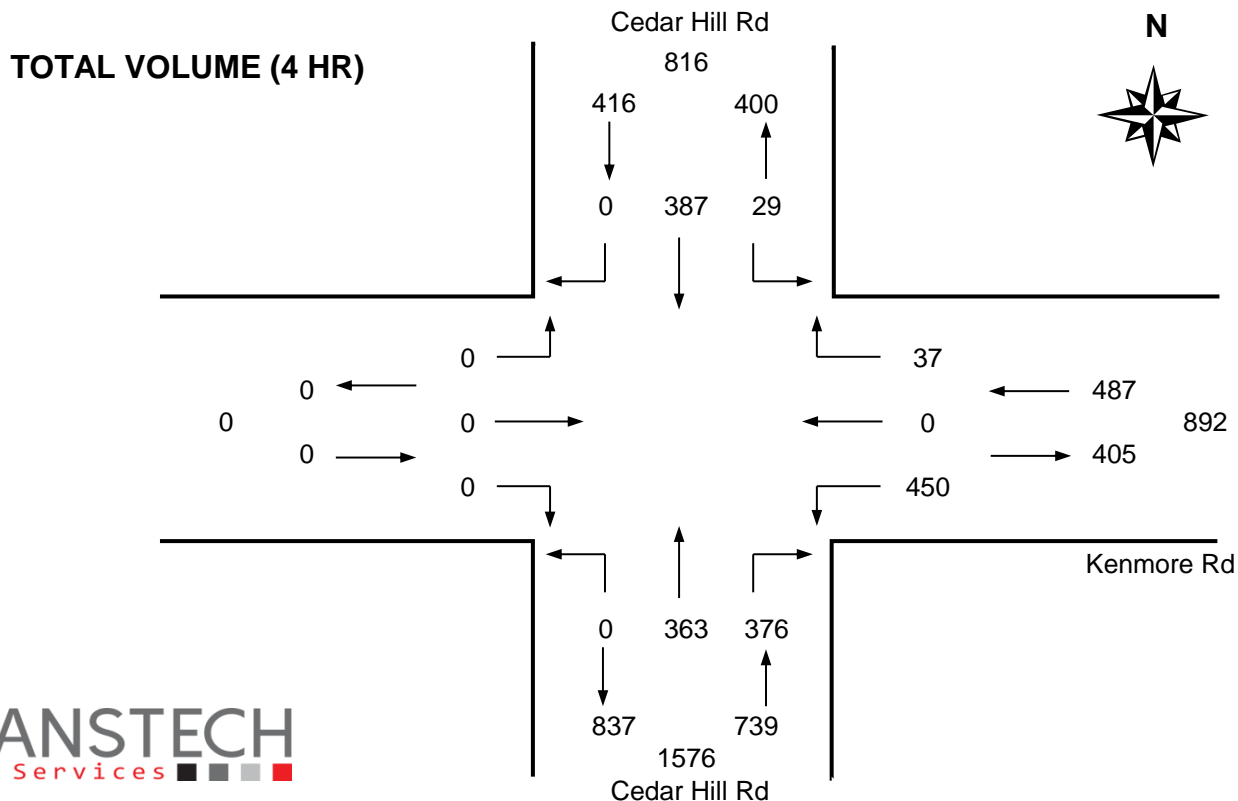 Cedar Hill Rd
N
TOTAL VOLUME (4 HR)
816
416 400
0 387 29
0 37
0 487
0 0 0 892
0 405
0 450
Kenmore Rd
0 363 376
837 739
1576
Cedar Hill Rd
ANSTECH
Services